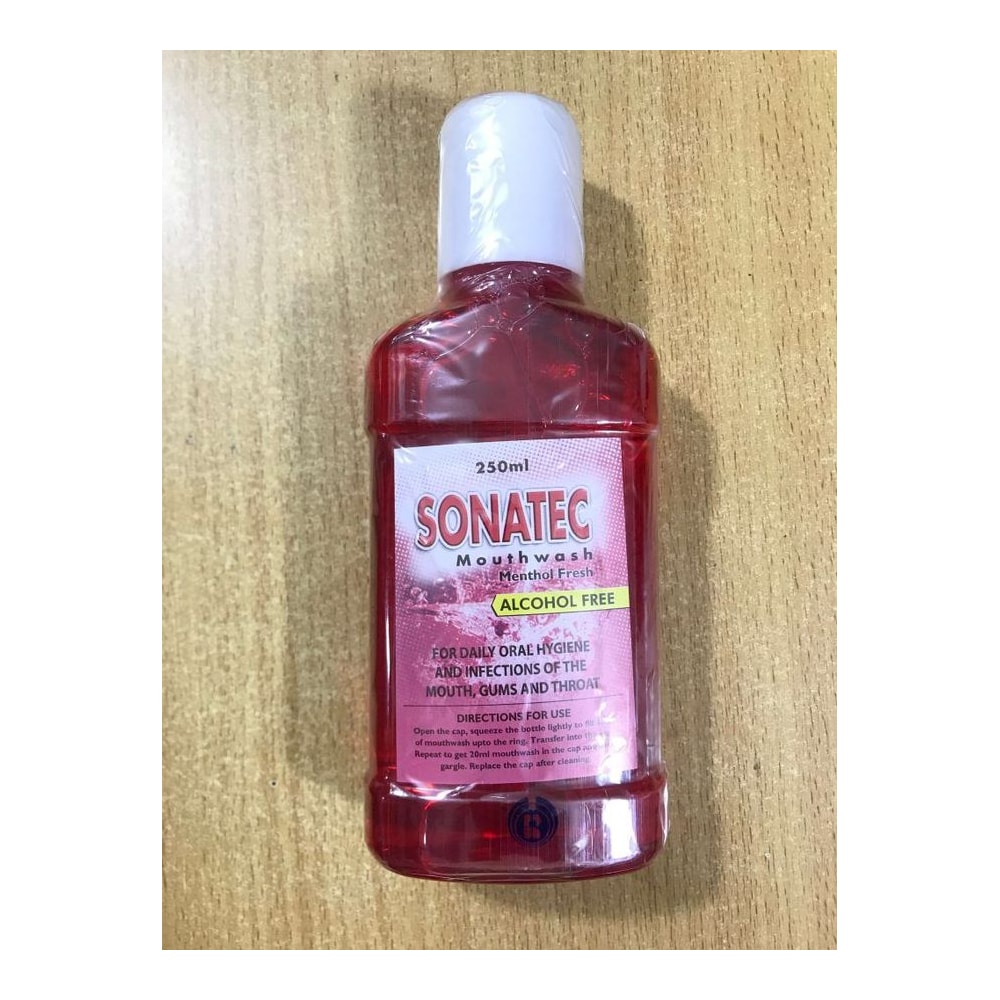 250ml
SONATEC
Mouthwash
Menthol Fresh
ALCOHOL FREE
FOR DAILY ORAL HYGIENE
AND INFECTIONS OF THE
MOUTH, GUMS AND THROAT
DIRECTIONS FOR USE
Open the cap, squeeze the bottle lightly to
of mouthwash upto the ring. Transfer into
Repeat to get 20ml mouthwash in the cap
gargle. Replace the cap after cleaning